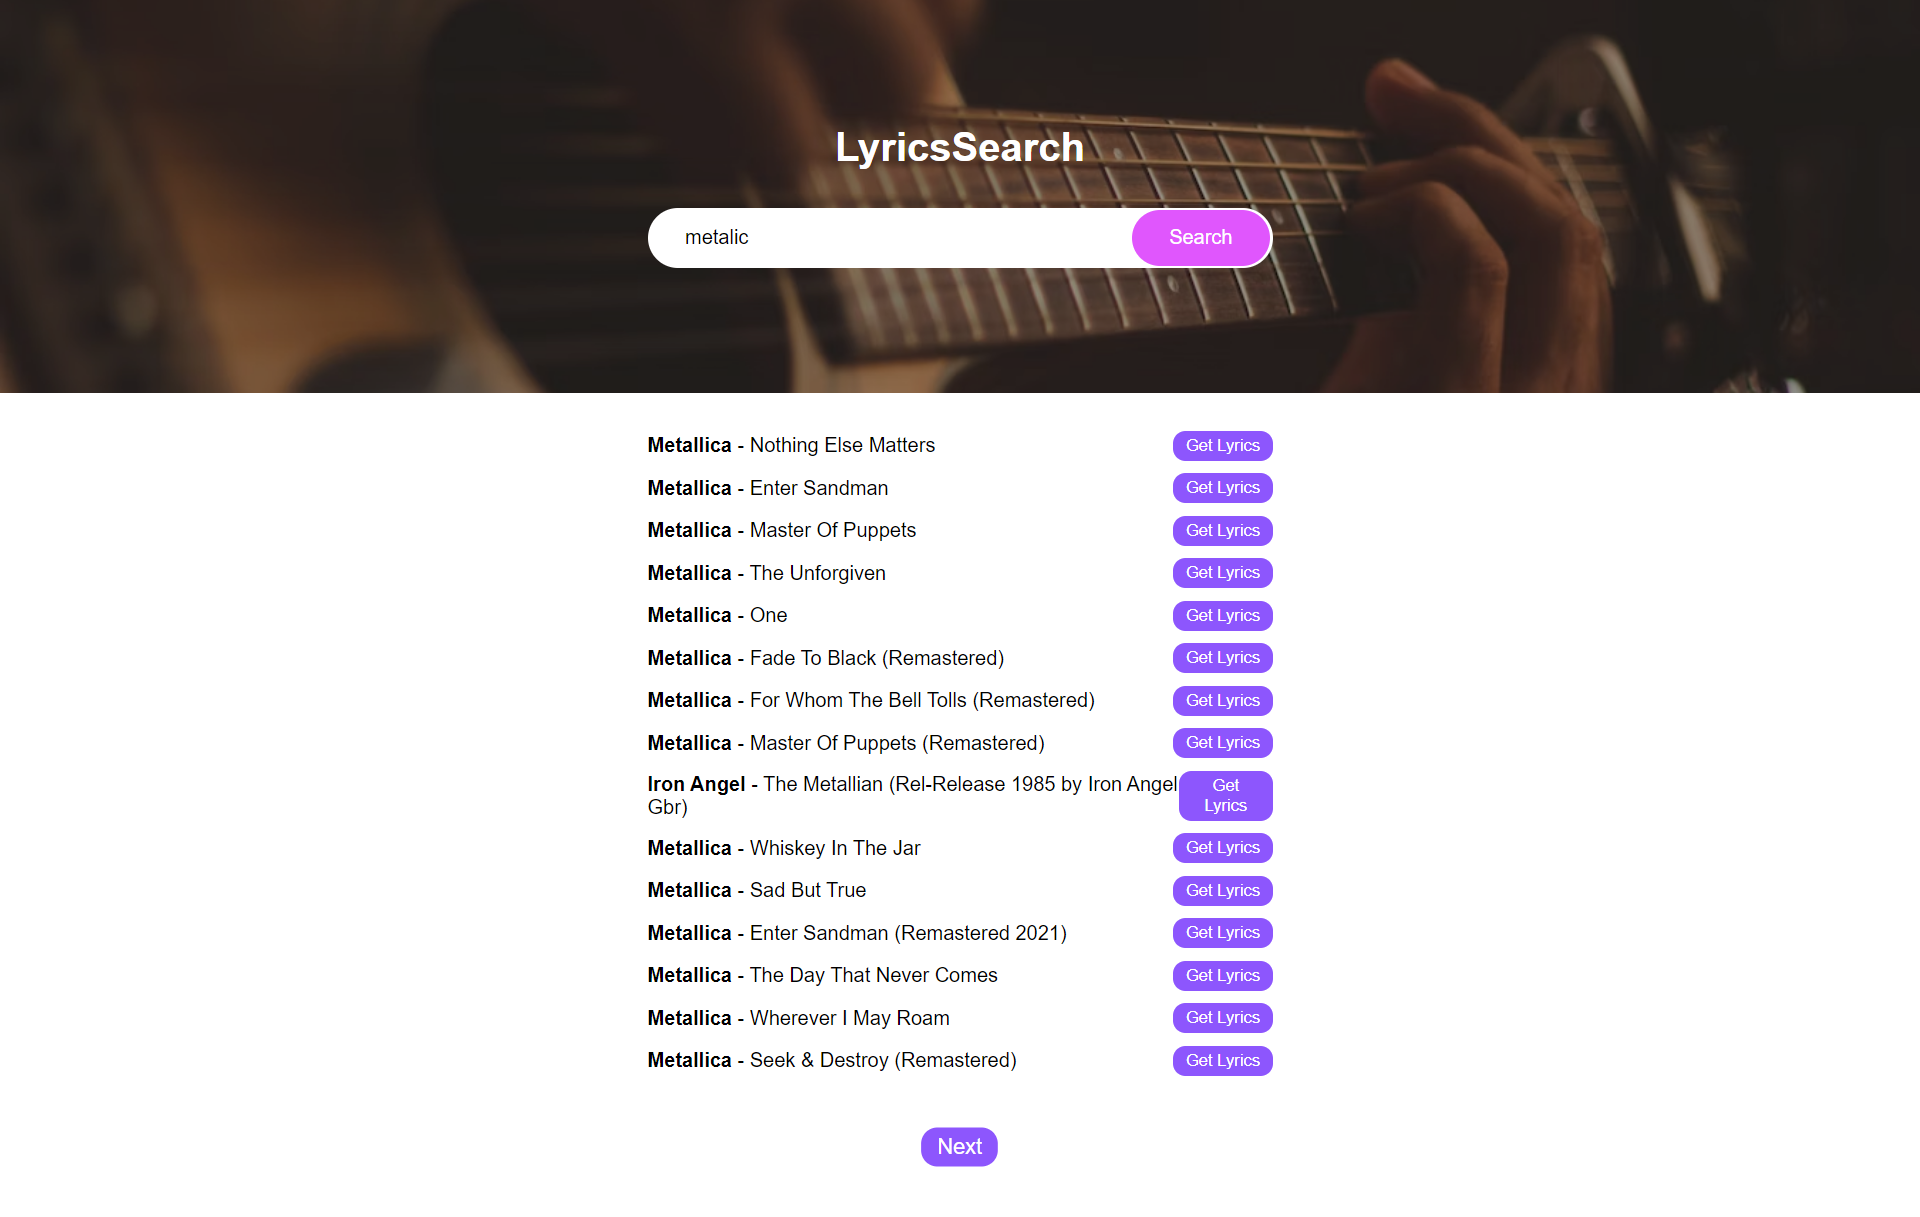 LyricsSearch
metalic Search
Metallica - Nothing Else Matters Get Lyrics
Metallica - Enter Sandman Get Lyrics
Metallica - Master Of Puppets Get Lyrics
Metallica - The Unforgiven Get Lyrics
Metallica - One Get Lyrics
Metallica - Fade To Black (Remastered) Get Lyrics
Metallica - For Whom The Bell Tolls (Remastered) Get Lyrics
Metallica - Master Of Puppets (Remastered) Get Lyrics
Iron Angel - The Metallian (Rel-Release 1985 by Iron Angel
Gbr)
Get
Lyrics
Metallica - Whiskey In The Jar Get Lyrics
Metallica - Sad But True Get Lyrics
Metallica - Enter Sandman (Remastered 2021) Get Lyrics
Metallica - The Day That Never Comes Get Lyrics
Metallica - Wherever I May Roam Get Lyrics
Metallica - Seek & Destroy (Remastered) Get Lyrics
Next